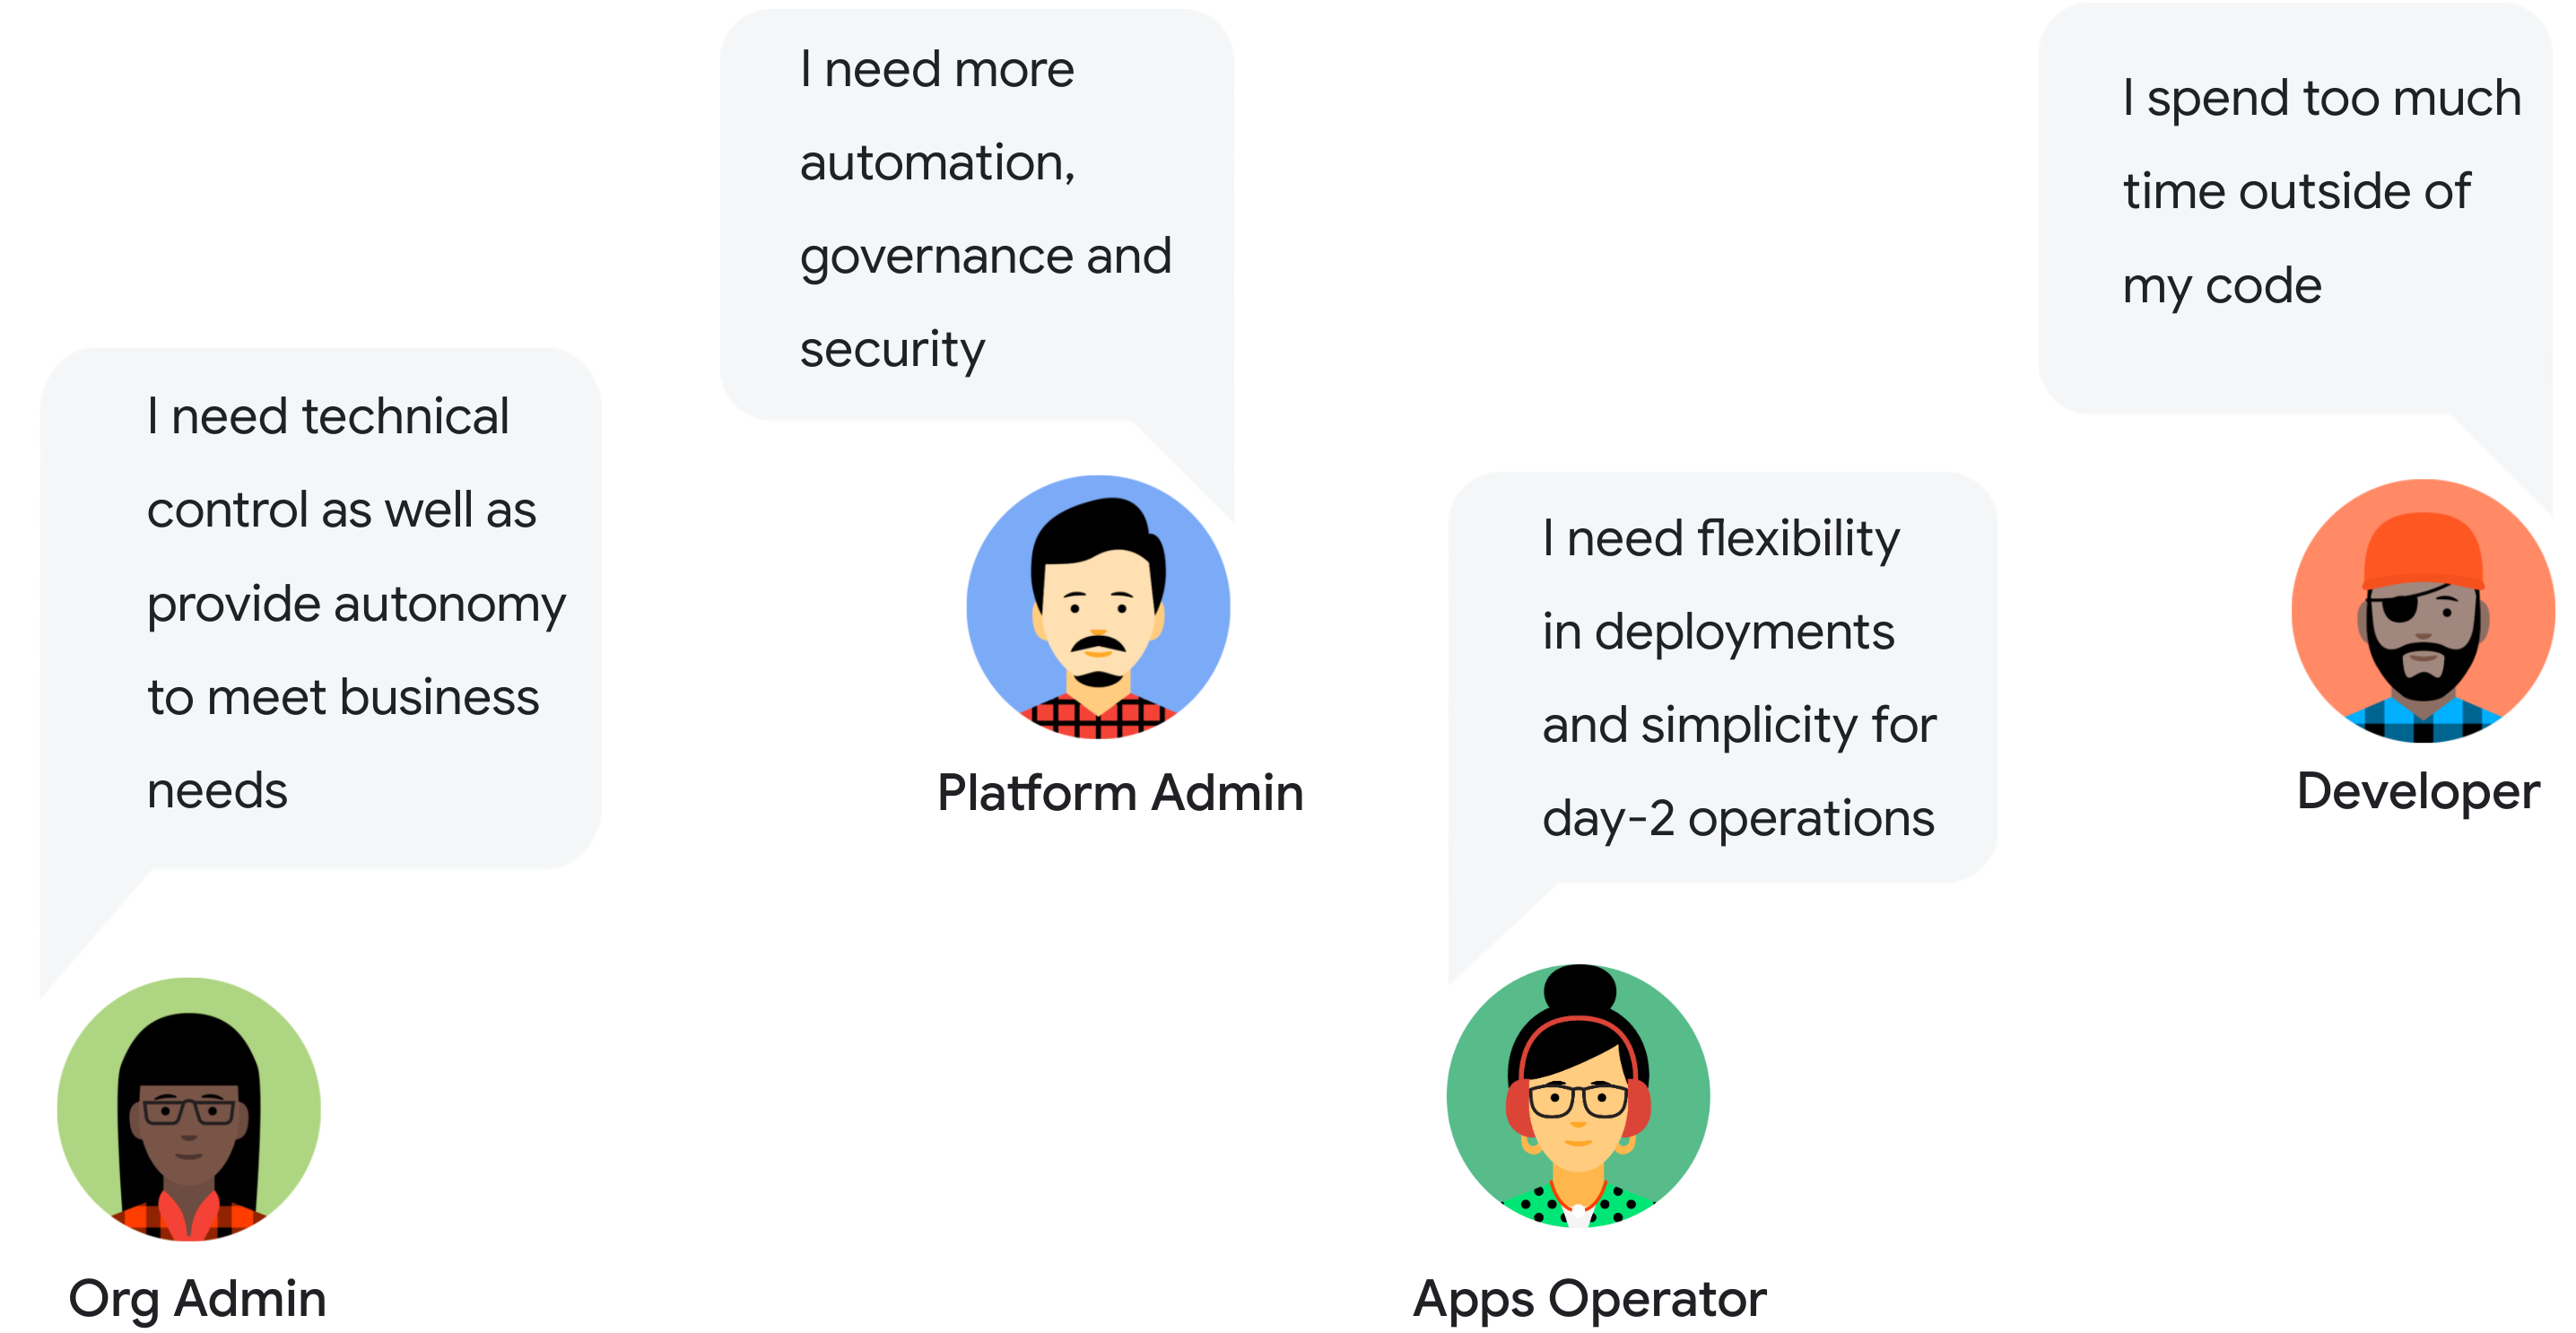 I need technical
control as well as
provide autonomy
to meet business
needs
Org Admin
I need more
automation,
governance and
security
Platform Admin
I need flexibility
in deployments
and simplicity for
day-2 operations
Apps Operator
I spend too much
time outside of
my code
Developer